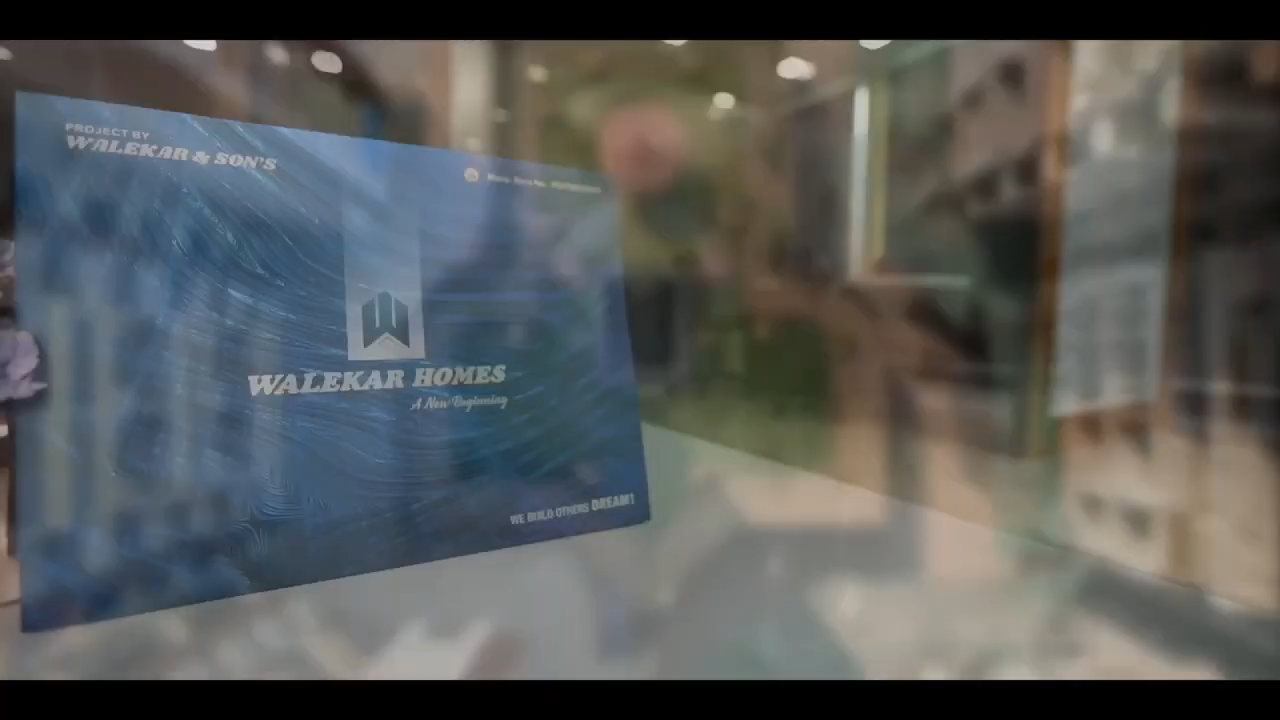 PROJECT BY
WALEKAR & SON'S
WALEKAR HOMES
A New Beginning
WE BUILD OTHERS DREAM!